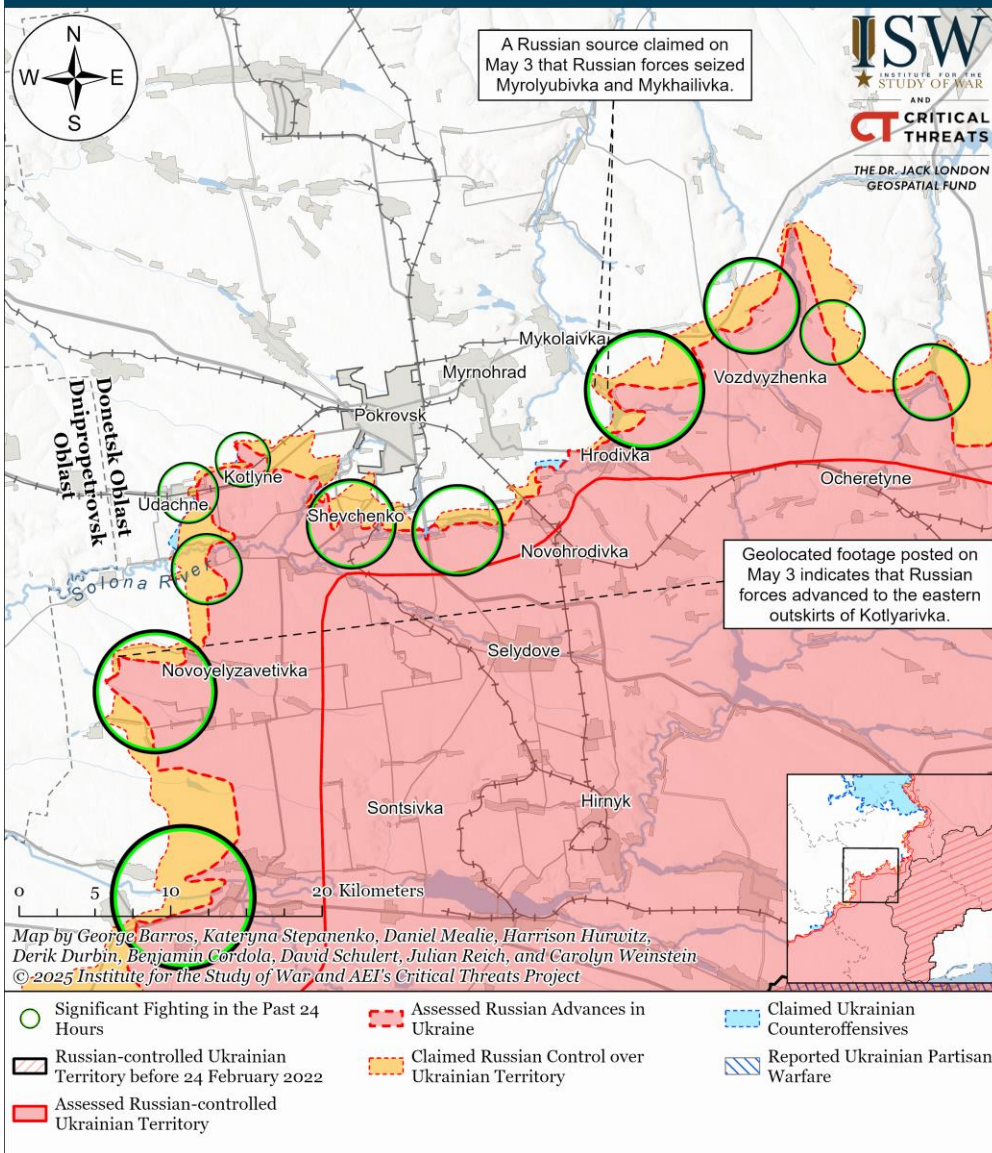 N
W
E
S
A Russian source claimed on
May 3 that Russian forces seized
Myrolyubivka and Mykhailivka.
ISW
INSTITUTE FOR THE
STUDY OF WAR
AND
CT CRITICAL
THREATS
THE DR. JACK LONDON
GEOSPATIAL FUND
Mykolaivka
Myrnohrad
Vozdvyzhenka
Pokrovsk
Donetsk Oblast
Dnipropetrovsk
Oblast
Hrodivka
Kotlyne
Ocheretyne
Udachne
Shevchenko
Novohrodivka
Solona River
Geolocated footage posted on
May 3 indicates that Russian
forces advanced to the eastern
outskirts of Kotlyarivka.
Selydove
Novoyelyzavetivka
Sontsivka
Hirnyk
0 5 10 20 Kilometers
Map by George Barros, Kateryna Stepanenko, Daniel Mealie, Harrison Hurwitz,
Derik Durbin, Benjamin Cordola, David Schulert, Julian Reich, and Carolyn Weinstein
© 2025 Institute for the Study of War and AEI's Critical Threats Project
Significant Fighting in the Past 24
Hours
Russian-controlled Ukrainian
Territory before 24 February 2022
Assessed Russian-controlled
Ukrainian Territory
Assessed Russian Advances in
Ukraine
Claimed Russian Control over
Ukrainian Territory
Claimed Ukrainian
Counteroffensives
Reported Ukrainian Partisan
Warfare